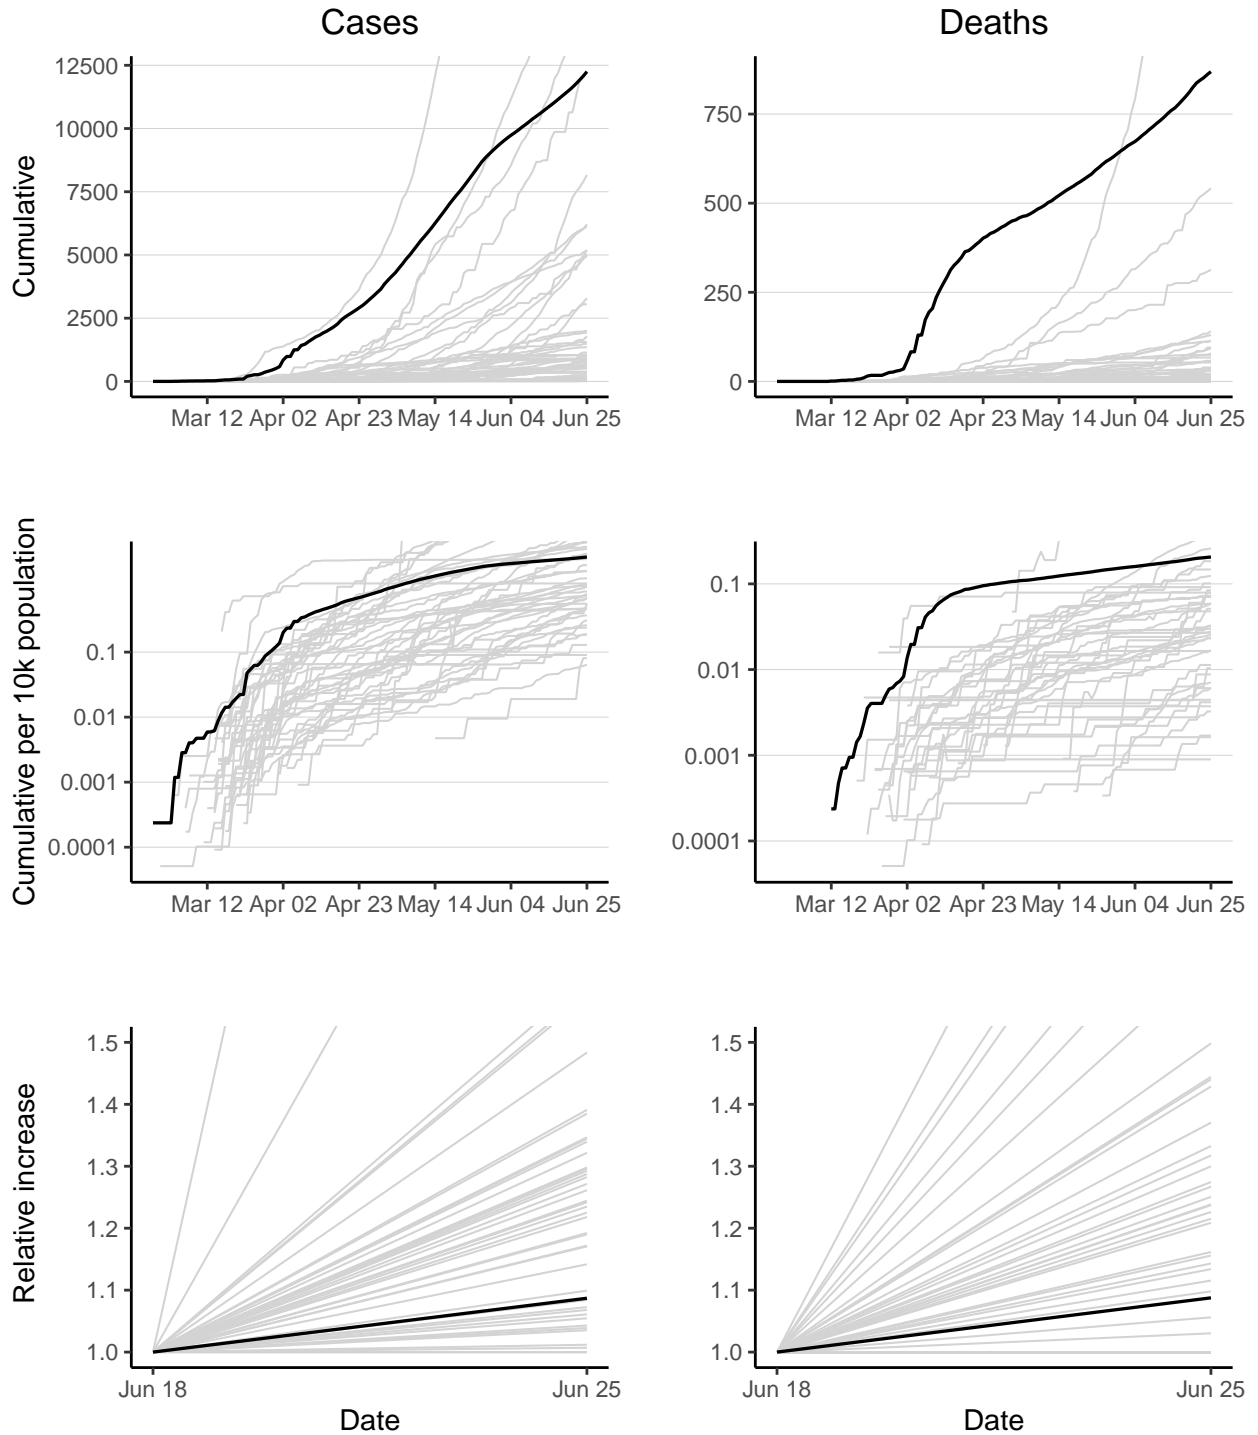 Cases
Deaths
Cumulative
12500
10000
7500
5000
2500
0
Mar 12 Apr 02 Apr 23 May 14 Jun 04 Jun 25
750
500
250
0
Mar 12 Apr 02 Apr 23 May 14 Jun 04 Jun 25
Cumulative per 10k population
0.1
0.01
0.001
0.0001
Mar 12 Apr 02 Apr 23 May 14 Jun 04 Jun 25
0.1
0.01
0.001
0.0001
Mar 12 Apr 02 Apr 23 May 14 Jun 04 Jun 25
Relative increase
1.5
1.4
1.3
1.2
1.1
1.0
Jun 18 Jun 25
Date
1.5
1.4
1.3
1.2
1.1
1.0
Jun 18 Jun 25
Date